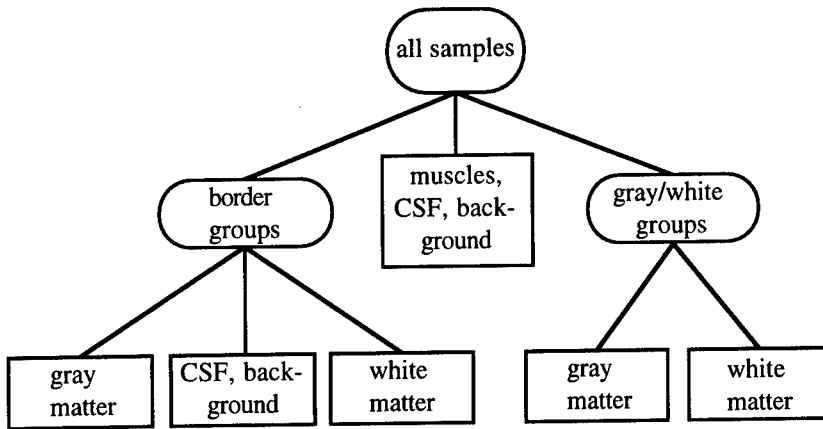 all samples
border
groups
muscles,
CSF, back-
ground
gray/white
groups
gray
matter
CSF, back-
ground
white
matter
gray
matter
white
matter